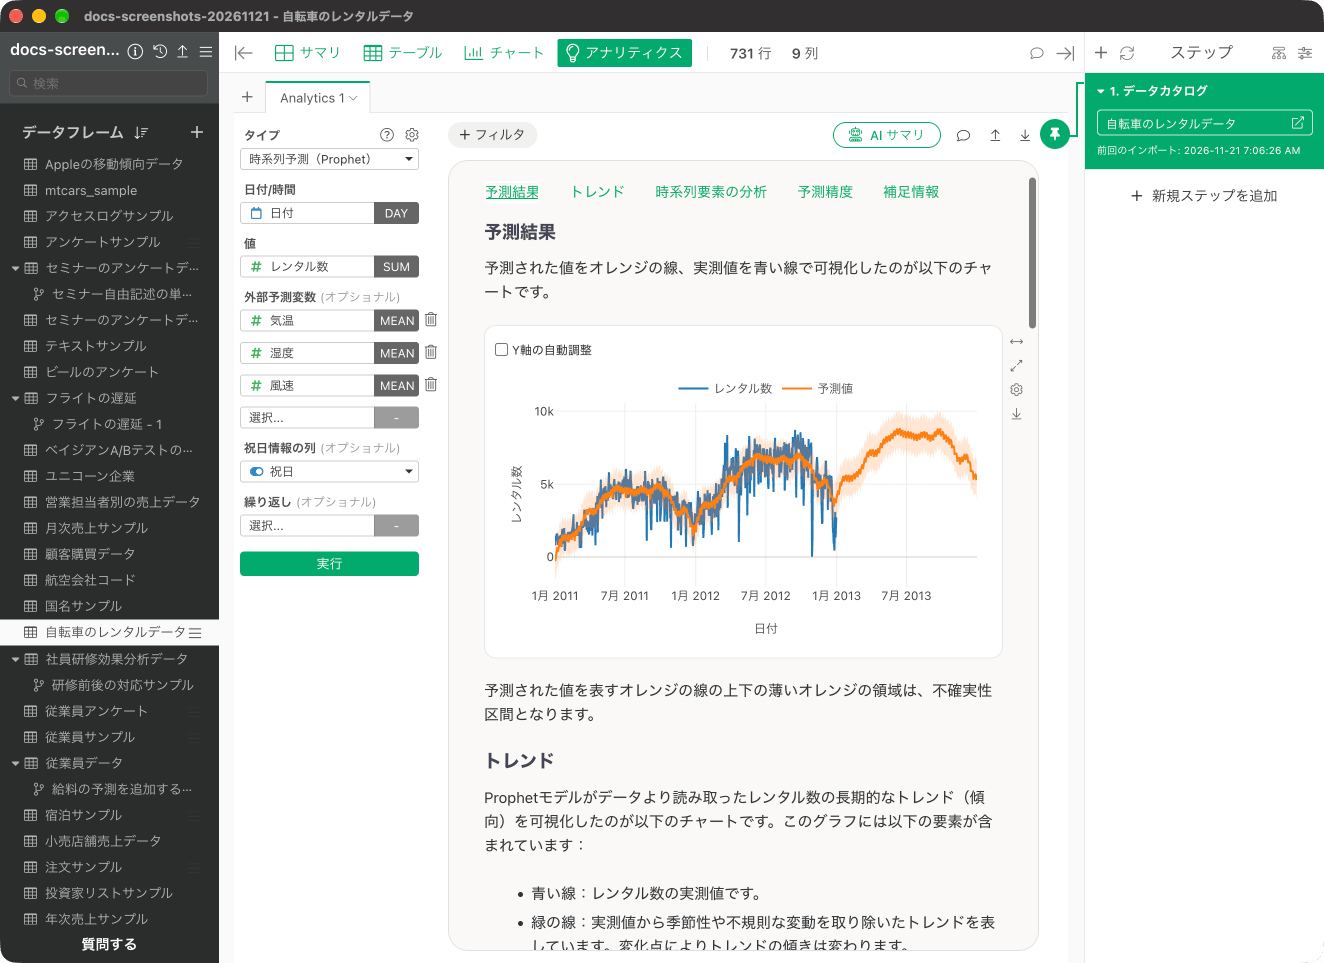 docs-screenshots-20261121 - 自転車のレンタルデータ
docs-screen...
検索
データフレーム
Appleの移動傾向データ
mtcars_sample
アクセスログサンプル
アンケートサンプル
セミナーのアンケートデ…
セミナー自由記述の単…
セミナーのアンケートデ…
テキストサンプル
ビールのアンケート
フライトの遅延
フライトの遅延 - 1
ベイジアンA/Bテストの…
ユニコーン企業
営業担当者別の売上データ
月次売上サンプル
顧客購買データ
航空会社コード
国名サンプル
自転車のレンタルデータ
社員研修効果分析データ
研修前後の対応サンプル
従業員アンケート
従業員サンプル
従業員データ
給料の予測を追加する…
宿泊サンプル
小売店舗売上データ
注文サンプル
投資家リストサンプル
年次売上サンプル
質問する
サマリ
テーブル
チャート
アナリティクス
731 行
9 列
Analytics 1
タイプ
時系列予測（Prophet）
日付/時間
日付 DAY
値
レンタル数 SUM
外部予測変数 (オプショナル)
気温 MEAN
湿度 MEAN
風速 MEAN
選択... -
祝日情報の列 (オプショナル)
祝日
繰り返し (オプショナル)
選択... -
実行
+ フィルタ
AI サマリ
予測結果
トレンド
時系列要素の分析
予測精度
補足情報
予測結果
予測された値をオレンジの線、実測値を青い線で可視化したのが以下のチャ
ートです。
Y軸の自動調整
レンタル数
予測値
10k
5k
0
レンタル数
1月 2011
7月 2011
1月 2012
7月 2012
1月 2013
7月 2013
日付
予測された値を表すオレンジの線の上下の薄いオレンジの領域は、不確実性
区間となります。
トレンド
Prophetモデルがデータより読み取ったレンタル数の長期的なトレンド（傾
向）を可視化したのが以下のチャートです。このグラフには以下の要素が含
まれています：
• 青い線：レンタル数の実測値です。
• 緑の線：実測値から季節性や不規則な変動を取り除いたトレンドを表
しています。変化点によりトレンドの傾きは変わります。
ステップ
1. データカタログ
自転車のレンタルデータ
前回のインポート: 2026-11-21 7:06:26 AM
+ 新規ステップを追加